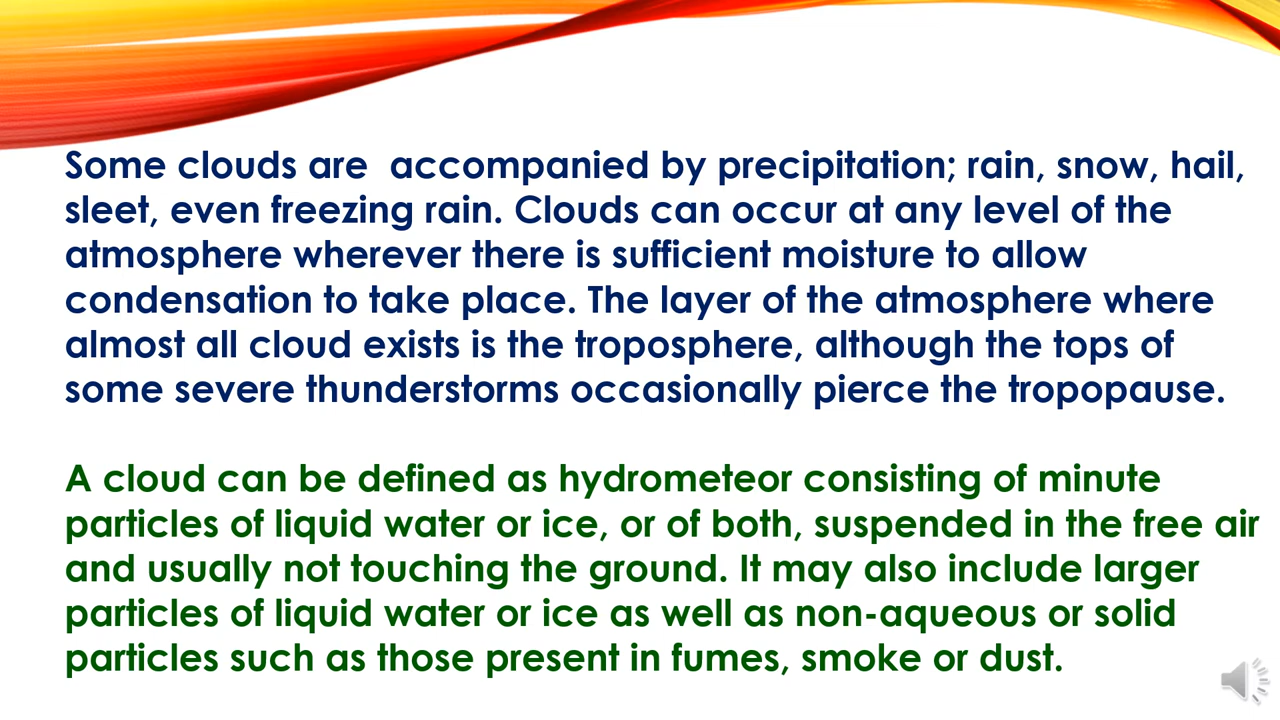 Some clouds are  accompanied by precipitation; rain, snow, hail,
sleet, even freezing rain. Clouds can occur at any level of the
atmosphere wherever there is sufficient moisture to allow
condensation to take place. The layer of the atmosphere where
almost all cloud exists is the troposphere, although the tops of
some severe thunderstorms occasionally pierce the tropopause.
A cloud can be defined as hydrometeor consisting of minute
particles of liquid water or ice, or of both, suspended in the free air
and usually not touching the ground. It may also include larger
particles of liquid water or ice as well as non-aqueous or solid
particles such as those present in fumes, smoke or dust.